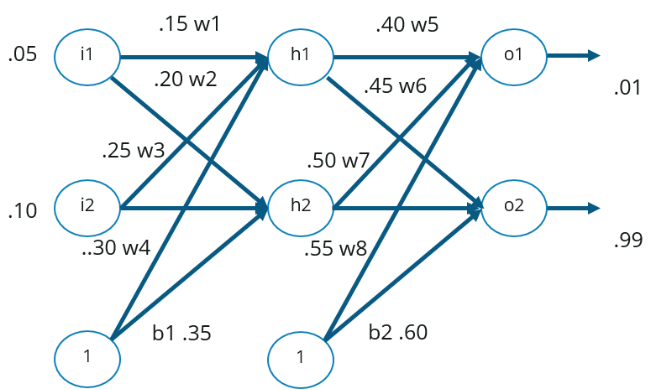 .15 w1
.40 w5
.05
i1
h1
o1
.20 w2
.45 w6
.01
.25 w3
.50 w7
.10
i2
h2
o2
..30 w4
.55 w8
.99
b1 .35
b2 .60
1
1